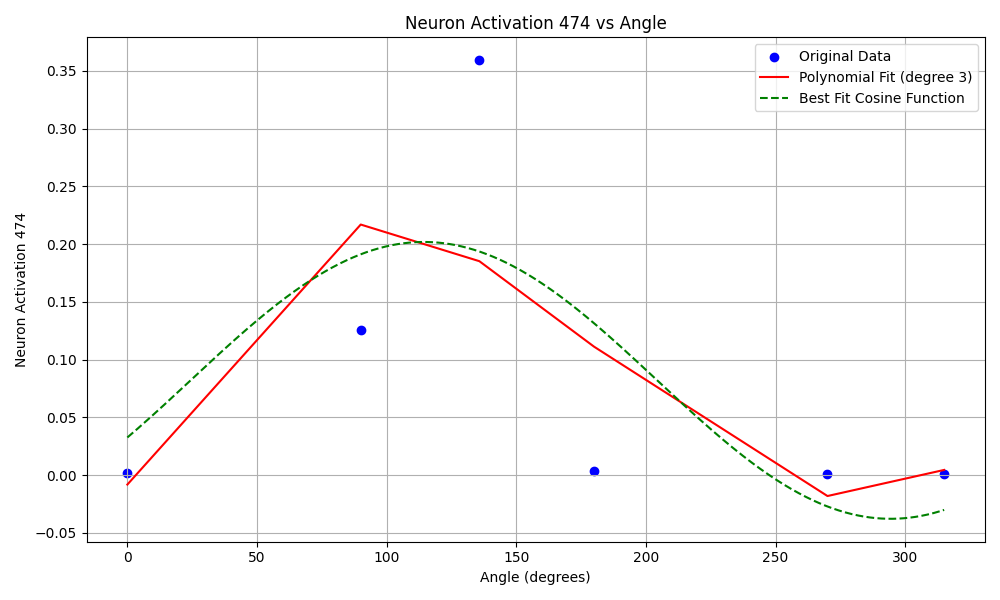 Neuron Activation 474 vs Angle
Original Data
Polynomial Fit (degree 3)
Best Fit Cosine Function
Neuron Activation 474
0.35
0.30
0.25
0.20
0.15
0.10
0.05
0.00
−0.05
0 50 100 150 200 250 300
Angle (degrees)